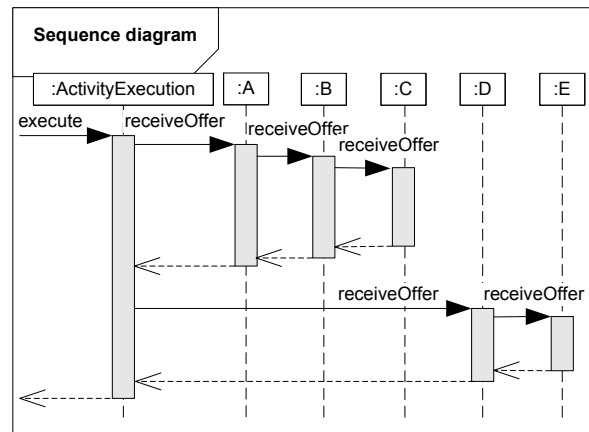 Sequence diagram
:ActivityExecution :A :B :C :D :E
execute receiveOffer
receiveOffer
receiveOffer
receiveOffer receiveOffer